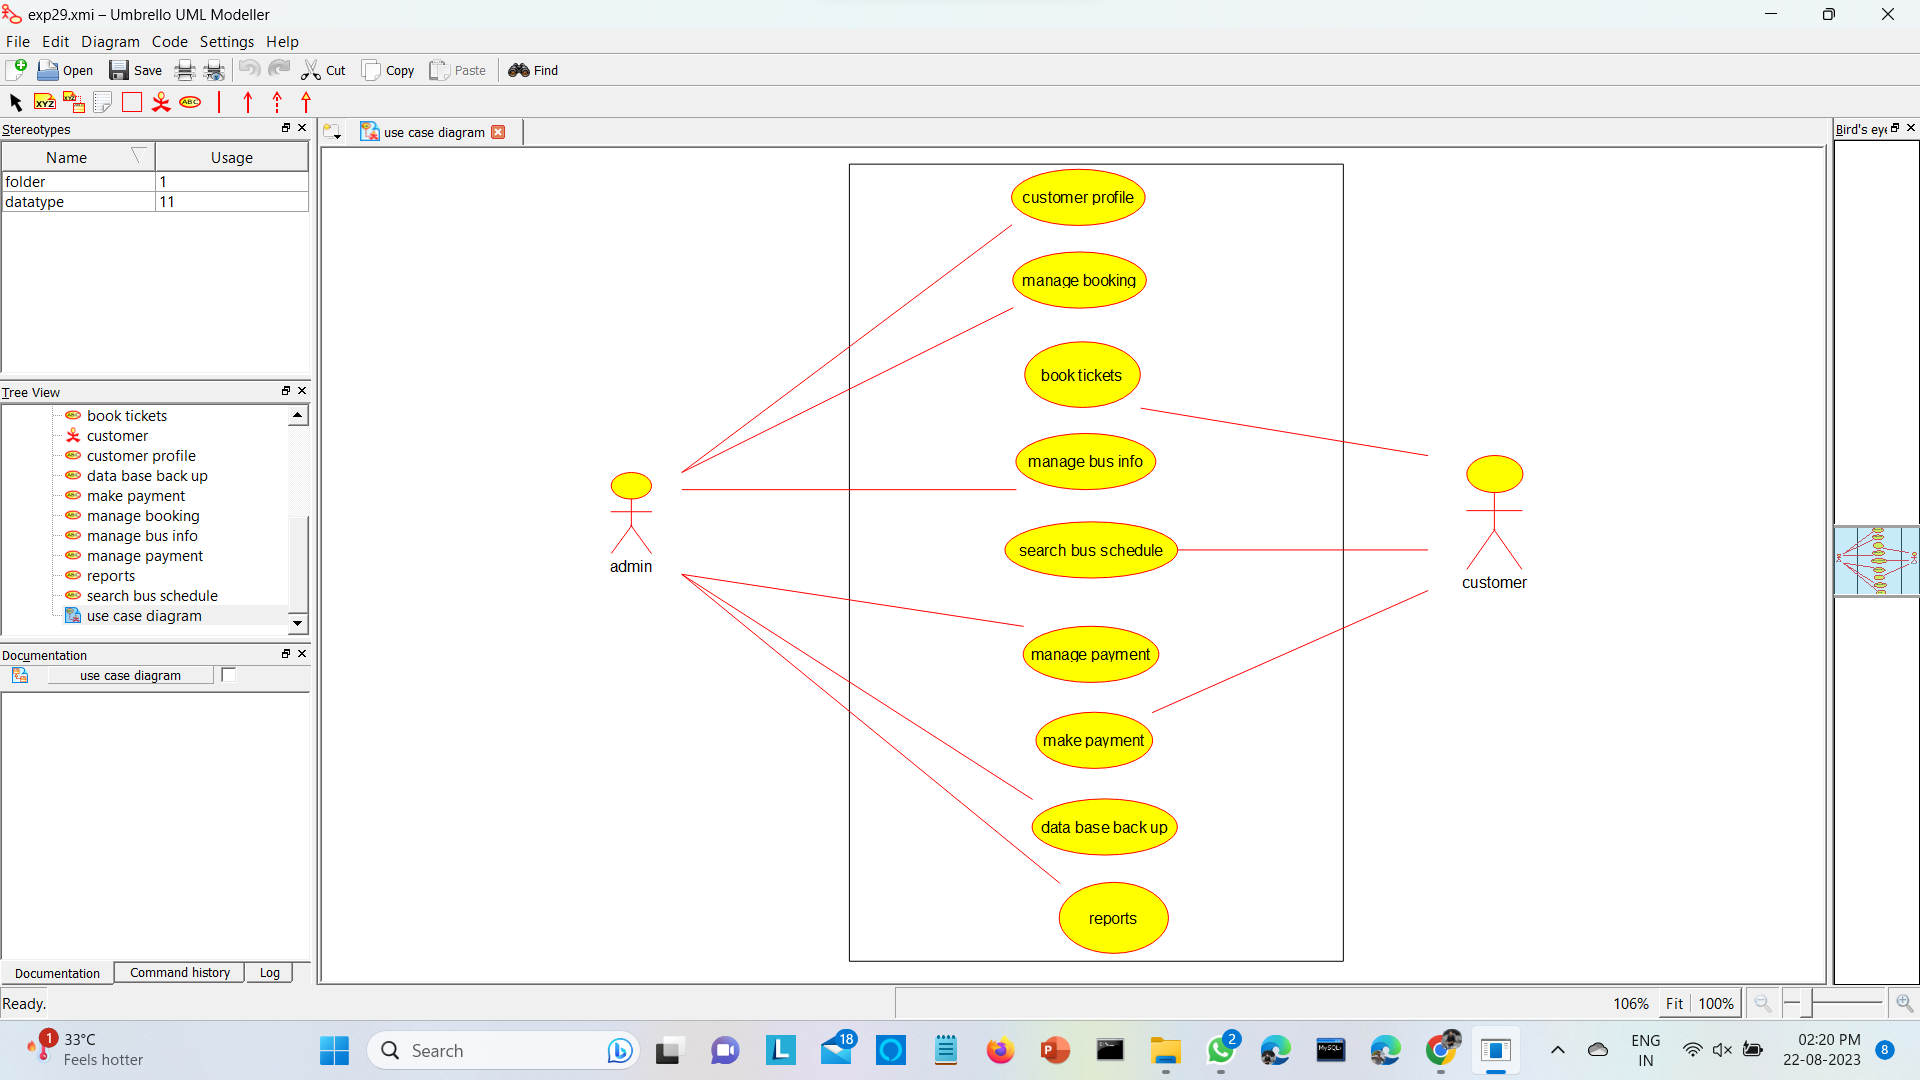 exp29.xmi – Umbrello UML Modeller
File Edit Diagram Code Settings Help
Open Save Cut Copy Paste Find
XYZ XYZ ABC
Stereotypes
Name Usage
folder 1
datatype 11
Tree View
book tickets
customer
customer profile
data base back up
make payment
manage booking
manage bus info
manage payment
reports
search bus schedule
use case diagram
Documentation
use case diagram
Documentation Command history Log
Ready.
use case diagram
customer profile
manage booking
book tickets
manage bus info
search bus schedule
manage payment
make payment
data base back up
reports
admin
customer
Bird's eye
106% Fit 100%
1
33°C
Feels hotter
Search
L
18
P
MySQL
2
ENG
IN
02:20 PM
22-08-2023
8